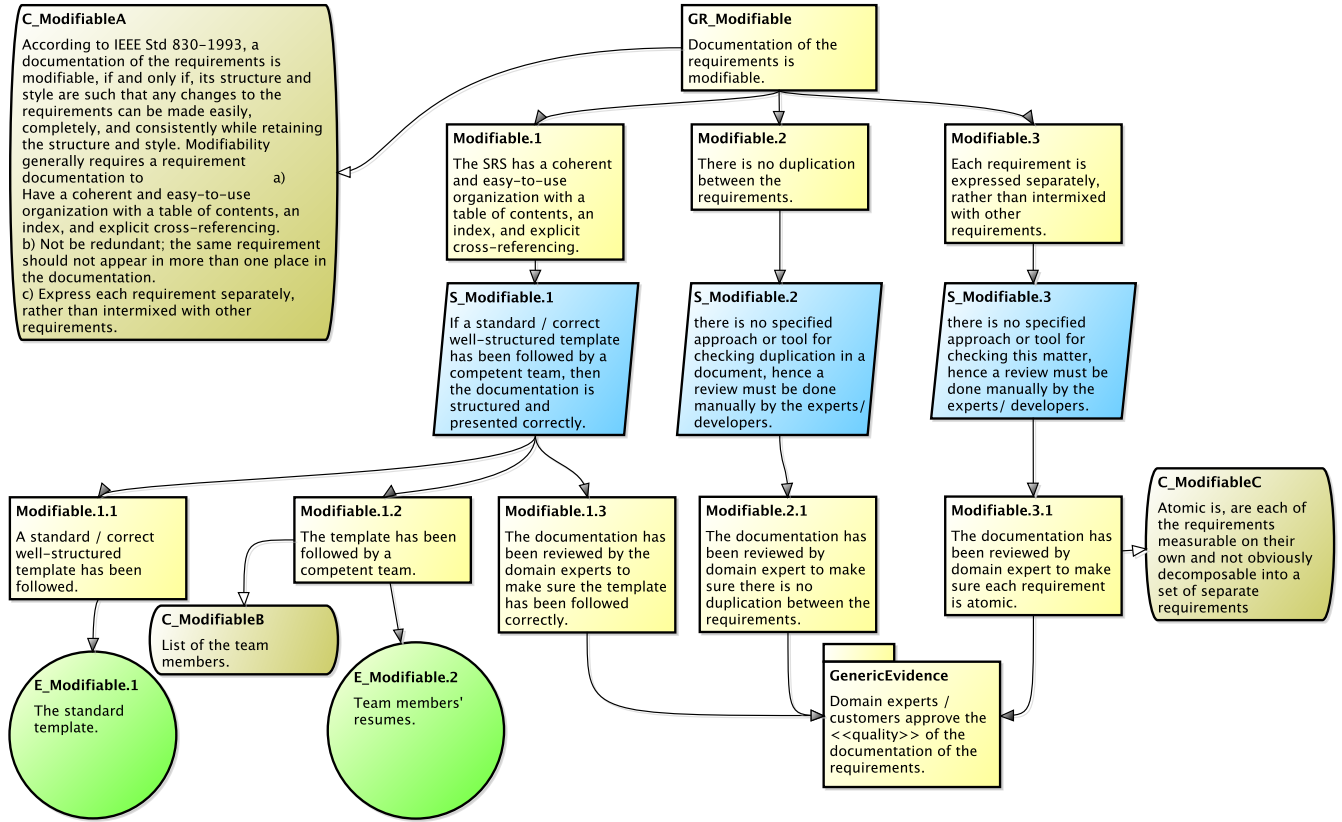 C_ModifiableA
According to IEEE Std 830-1993, a
documentation of the requirements is
modifiable, if and only if, its structure and
style are such that any changes to the
requirements can be made easily,
completely, and consistently while retaining
the structure and style. Modifiability
generally requires a requirement
documentation to a)
Have a coherent and easy-to-use
organization with a table of contents, an
index, and explicit cross-referencing.
b) Not be redundant; the same requirement
should not appear in more than one place in
the documentation.
c) Express each requirement separately,
rather than intermixed with other
requirements.
GR_Modifiable
Documentation of the
requirements is
modifiable.
Modifiable.1
The SRS has a coherent
and easy-to-use
organization with a
table of contents, an
index, and explicit
cross-referencing.
Modifiable.2
There is no duplication
between the
requirements.
Modifiable.3
Each requirement is
expressed separately,
rather than intermixed
with other
requirements.
S_Modifiable.1
If a standard / correct
well-structured template
has been followed by a
competent team, then
the documentation is
structured and
presented correctly.
S_Modifiable.2
there is no specified
approach or tool for
checking duplication in a
document, hence a
review must be done
manually by the experts/
developers.
S_Modifiable.3
there is no specified
approach or tool for
checking this matter,
hence a review must be
done manually by the
experts/ developers.
Modifiable.1.1
A standard / correct
well-structured
template has been
followed.
Modifiable.1.2
The template has been
followed by a
competent team.
Modifiable.1.3
The documentation has
been reviewed by the
domain experts to
make sure the template
has been followed
correctly.
Modifiable.2.1
The documentation has
been reviewed by
domain expert to make
sure there is no
duplication between the
requirements.
Modifiable.3.1
The documentation has
been reviewed by
domain expert to make
sure each requirement
is atomic.
C_ModifiableC
Atomic is, are each of
the requirements
measurable on their
own and not obviously
decomposable into a
set of separate
requirements
C_ModifiableB
List of the team
members.
E_Modifiable.1
The standard
template.
E_Modifiable.2
Team members'
resumes.
GenericEvidence
Domain experts /
customers approve the
<<quality>> of the
documentation of the
requirements.